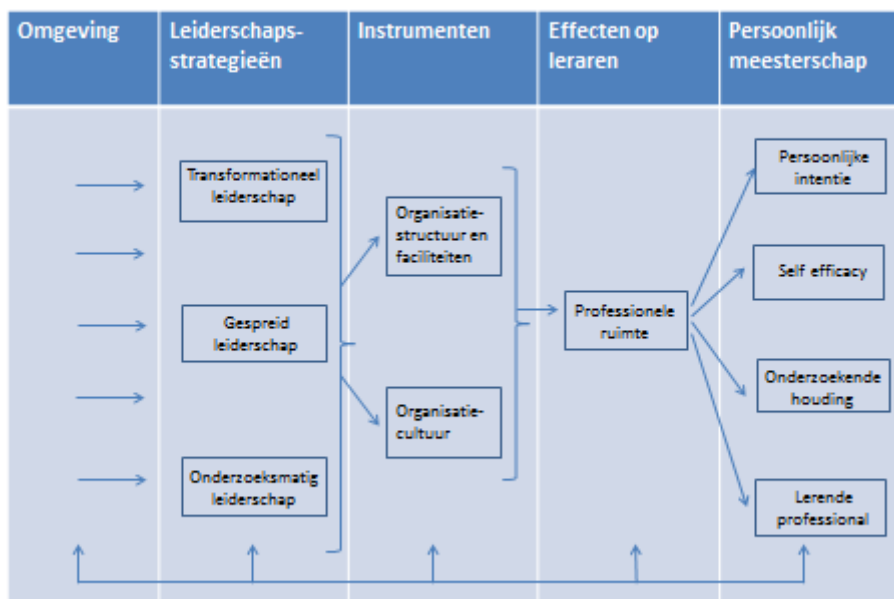 Omgeving
Leiderschaps-
strategieën
Instrumenten
Effecten op
leraren
Persoonlijk
meesterschap
Transformationeel
leiderschap
Gespreid
leiderschap
Onderzoeksmatig
leiderschap
Organisatie-
structuur en
faciliteiten
Organisatie-
cultuur
Professionele
ruimte
Persoonlijke
intentie
Self efficacy
Onderzoekende
houding
Lerende
professional